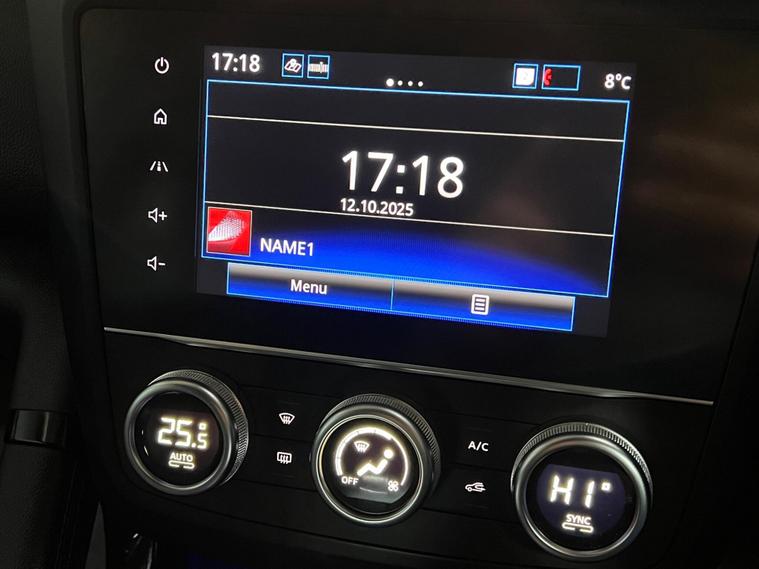 17:18
8°C
17:18
12.10.2025
NAME1
Menu
25.5°
AUTO
OFF
A/C
HI°
SYNC